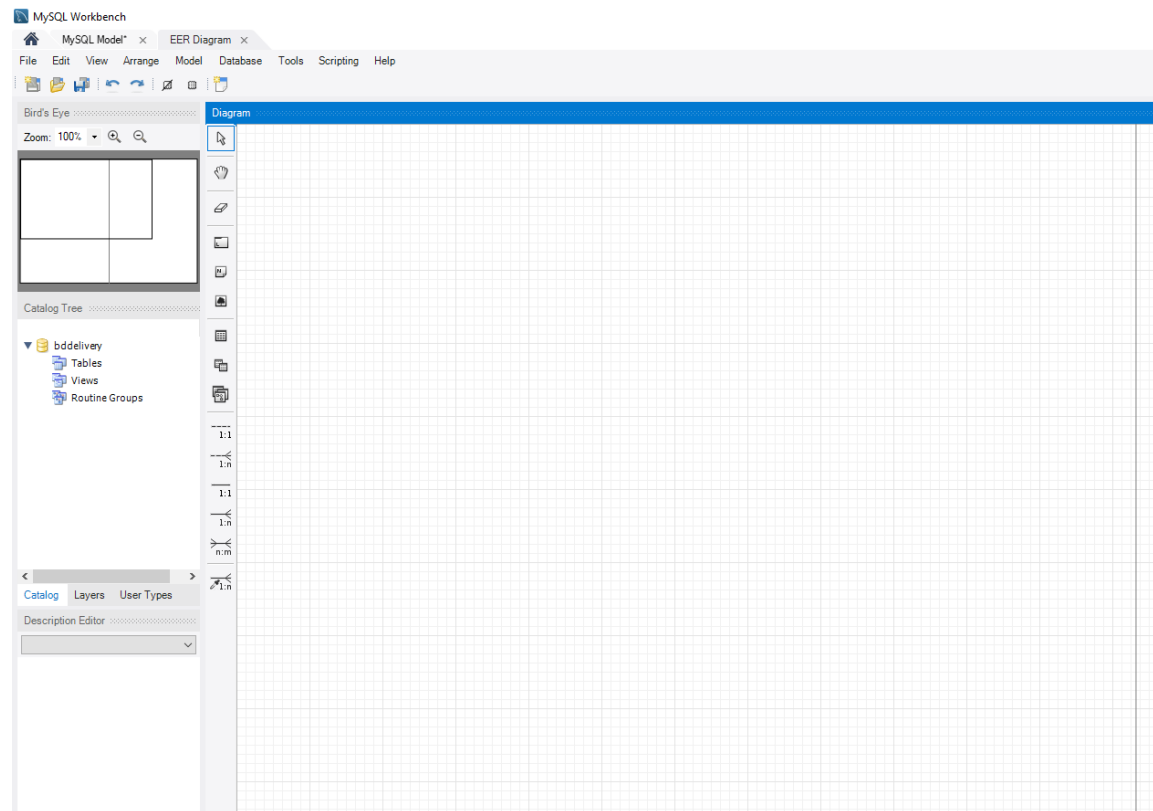 MySQL Workbench
MySQL Model* × EER Diagram ×
File Edit View Arrange Model Database Tools Scripting Help
Bird's Eye
Zoom: 100%
Diagram
Catalog Tree
bddelivery
Tables
Views
Routine Groups
1:1
1:n
1:1
1:n
n:m
1:n
Catalog Layers User Types
Description Editor